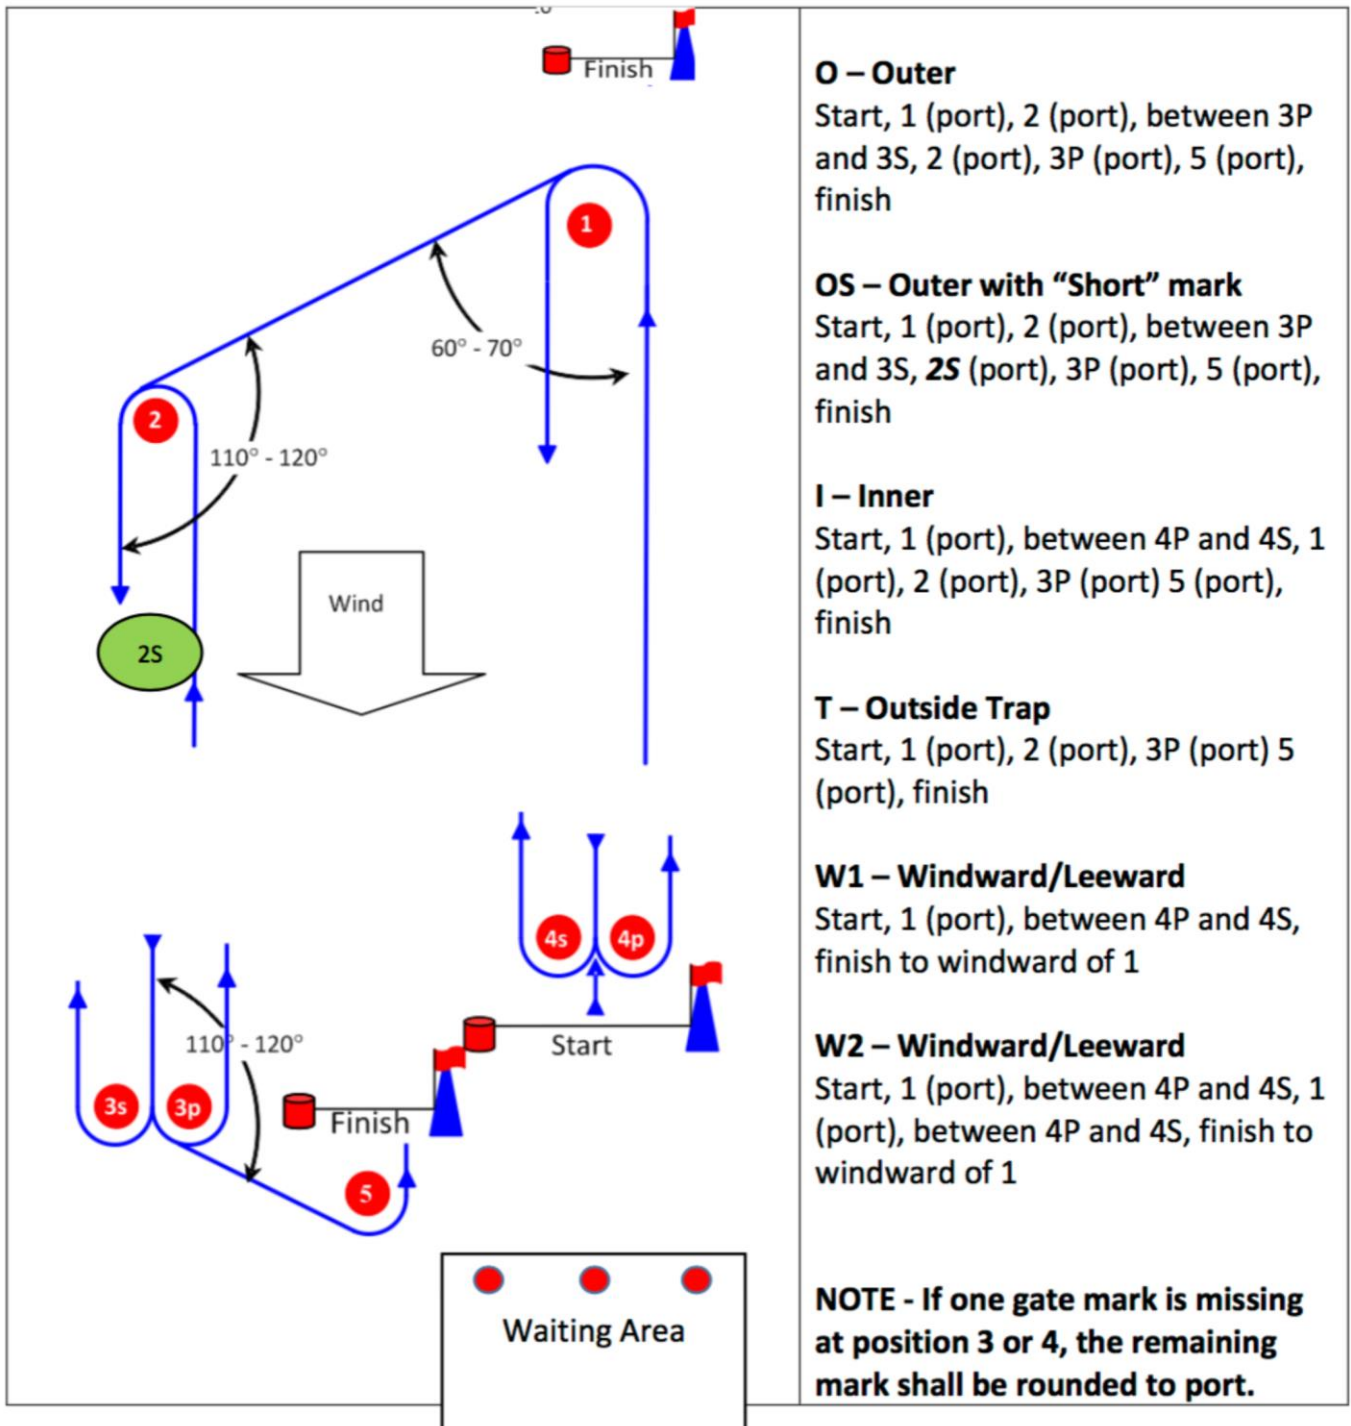 Finish
1
60° - 70°
2
110° - 120°
Wind
2S
4s
4p
110° - 120°
Start
3s
3p
Finish
5
Waiting Area
O – Outer
Start, 1 (port), 2 (port), between 3P
and 3S, 2 (port), 3P (port), 5 (port),
finish
OS – Outer with “Short” mark
Start, 1 (port), 2 (port), between 3P
and 3S, 2S (port), 3P (port), 5 (port),
finish
I – Inner
Start, 1 (port), between 4P and 4S, 1
(port), 2 (port), 3P (port) 5 (port),
finish
T – Outside Trap
Start, 1 (port), 2 (port), 3P (port) 5
(port), finish
W1 – Windward/Leeward
Start, 1 (port), between 4P and 4S,
finish to windward of 1
W2 – Windward/Leeward
Start, 1 (port), between 4P and 4S, 1
(port), between 4P and 4S, finish to
windward of 1
NOTE - If one gate mark is missing
at position 3 or 4, the remaining
mark shall be rounded to port.